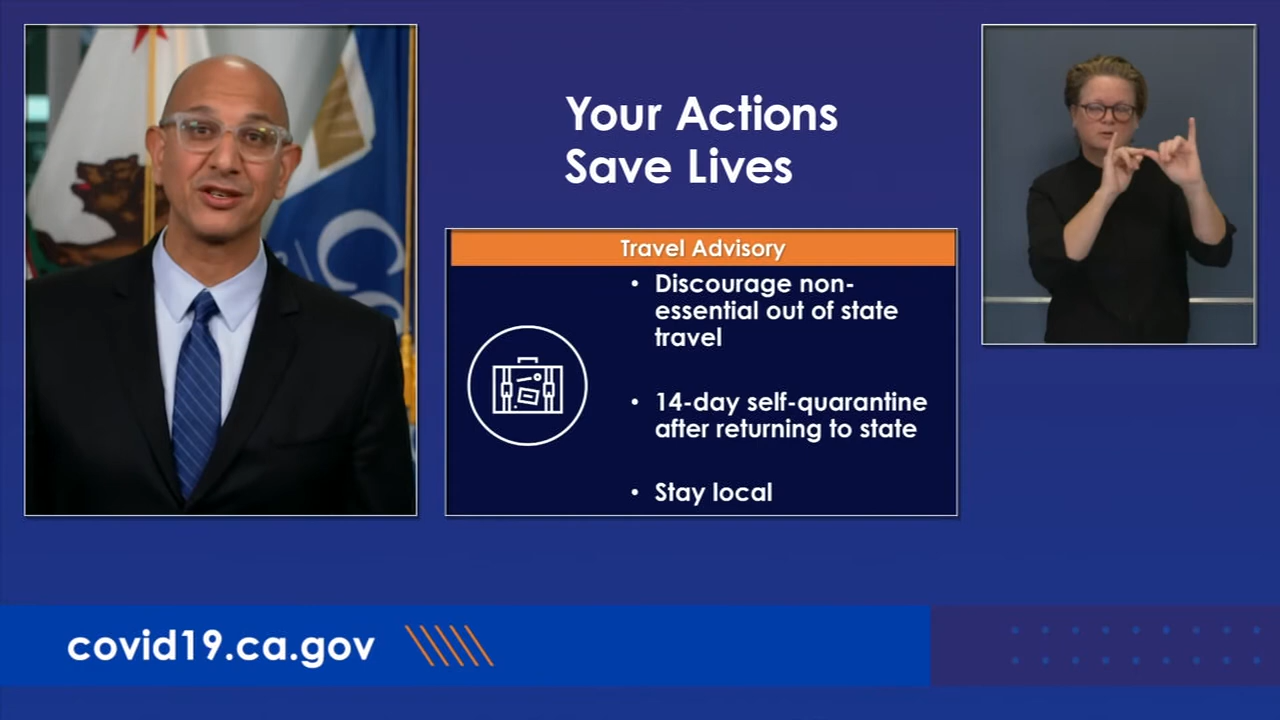 Your Actions
Save Lives
Travel Advisory
• Discourage non-
essential out of state
travel
• 14-day self-quarantine
after returning to state
• Stay local
covid19.ca.gov